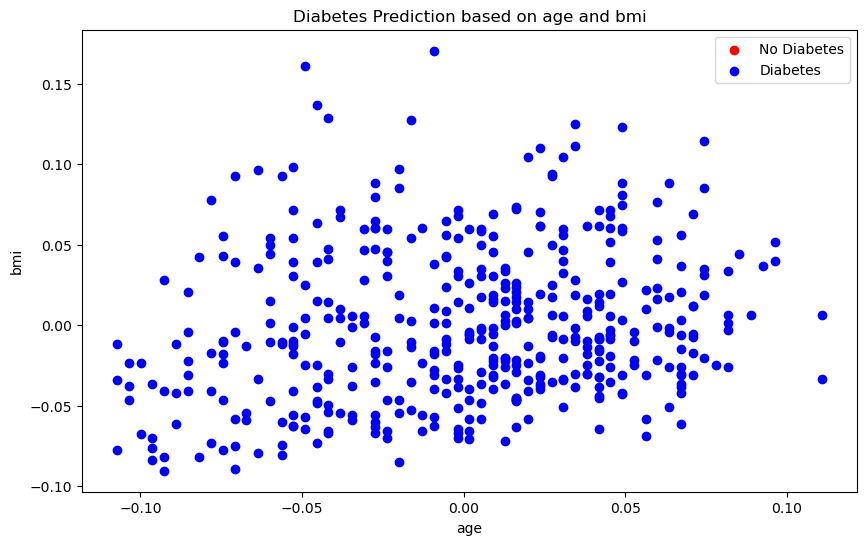 Diabetes Prediction based on age and bmi
No Diabetes
Diabetes
0.15
0.10
0.05
0.00
−0.05
−0.10
bmi
−0.10
−0.05
0.00
0.05
0.10
age